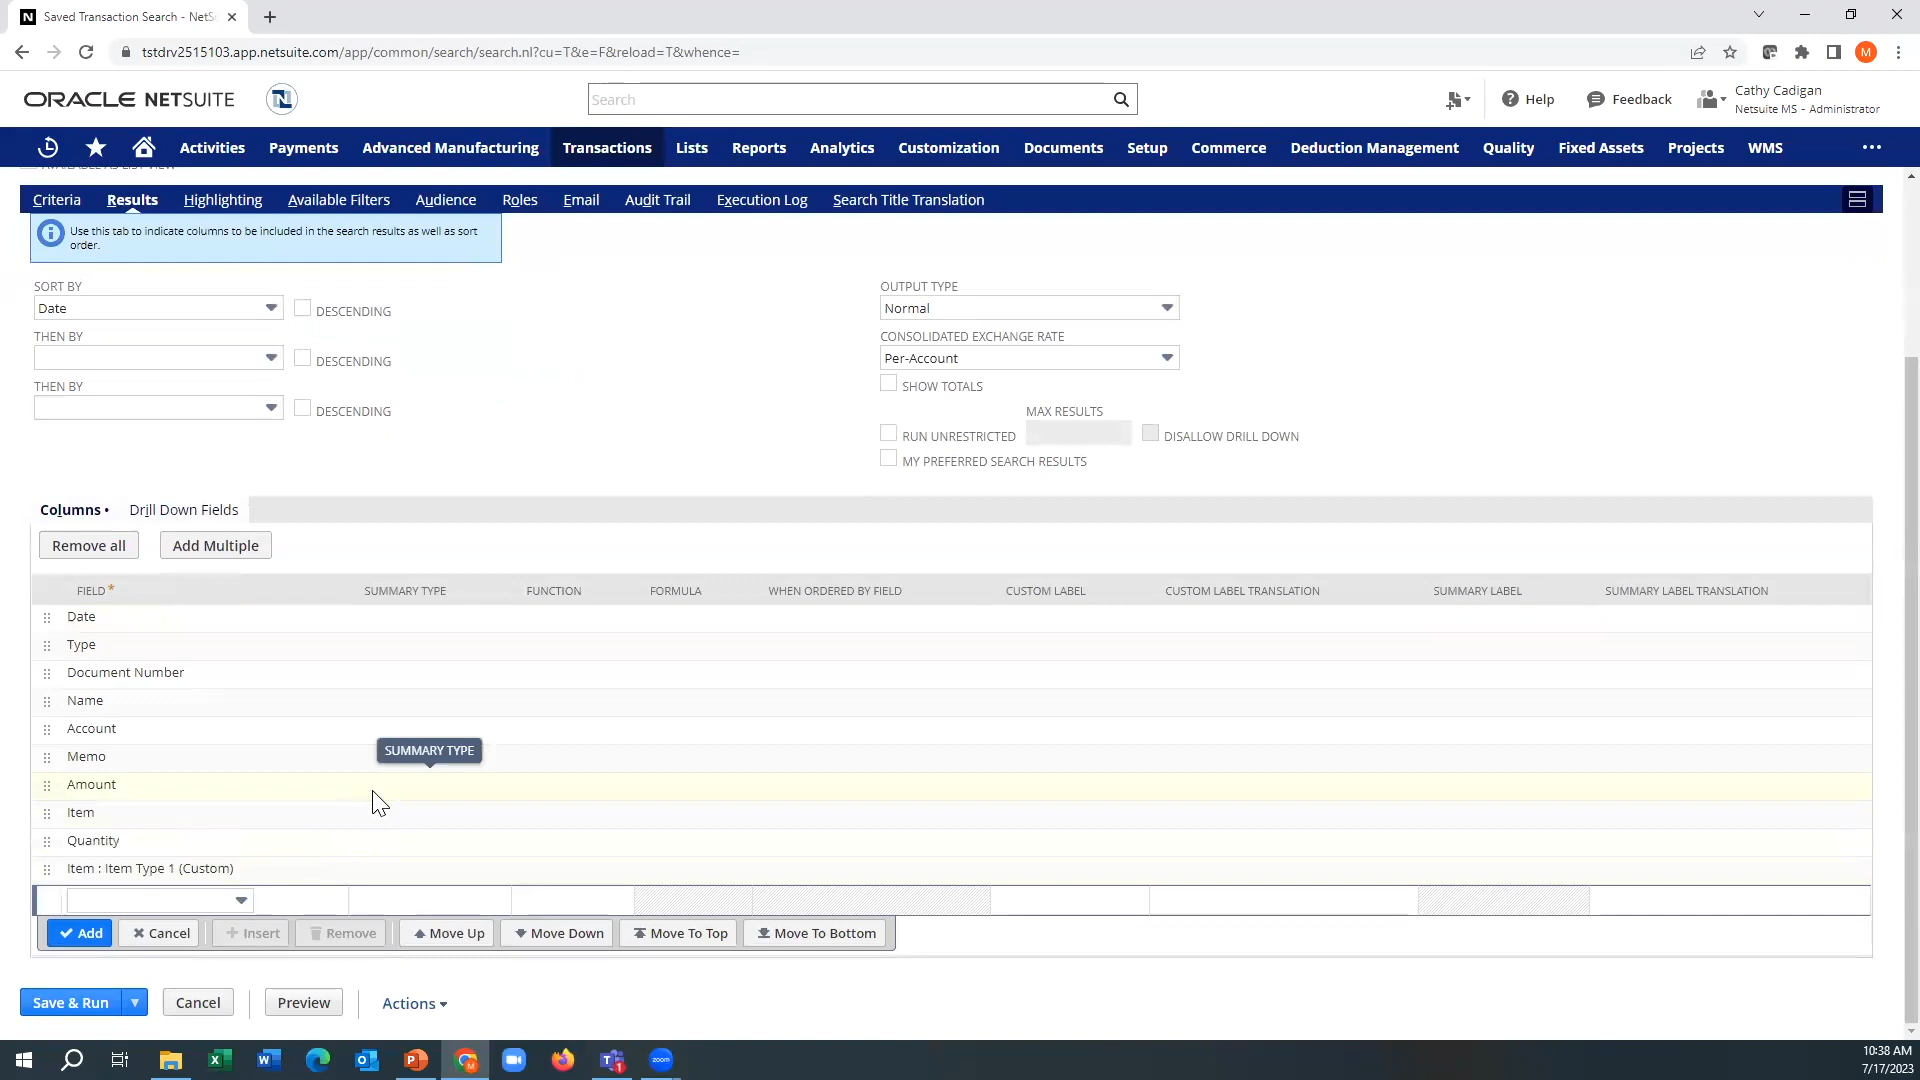 Saved Transaction Search - NetS
tstdrv2515103.app.netsuite.com/app/common/search/search.nl?cu=T&e=F&reload=T&whence=
M
ORACLE NETSUITE
Search
Help
Feedback
Cathy Cadigan
Netsuite MS - Administrator
Activities Payments Advanced Manufacturing Transactions Lists Reports Analytics Customization Documents Setup Commerce Deduction Management Quality Fixed Assets Projects WMS
AVAILABLE AS LIST VIEW
Criteria Results Highlighting Available Filters Audience Roles Email Audit Trail Execution Log Search Title Translation
Use this tab to indicate columns to be included in the search results as well as sort
order.
SORT BY
Date
DESCENDING
THEN BY
DESCENDING
THEN BY
DESCENDING
OUTPUT TYPE
Normal
CONSOLIDATED EXCHANGE RATE
Per-Account
SHOW TOTALS
MAX RESULTS
RUN UNRESTRICTED
DISALLOW DRILL DOWN
MY PREFERRED SEARCH RESULTS
Columns • Drill Down Fields
Remove all Add Multiple
FIELD * SUMMARY TYPE FUNCTION FORMULA WHEN ORDERED BY FIELD CUSTOM LABEL CUSTOM LABEL TRANSLATION SUMMARY LABEL SUMMARY LABEL TRANSLATION
Date
Type
Document Number
Name
Account
Memo
SUMMARY TYPE
Amount
Item
Quantity
Item : Item Type 1 (Custom)
Add Cancel Insert Remove Move Up Move Down Move To Top Move To Bottom
Save & Run Cancel Preview Actions
10:38 AM
7/17/2023